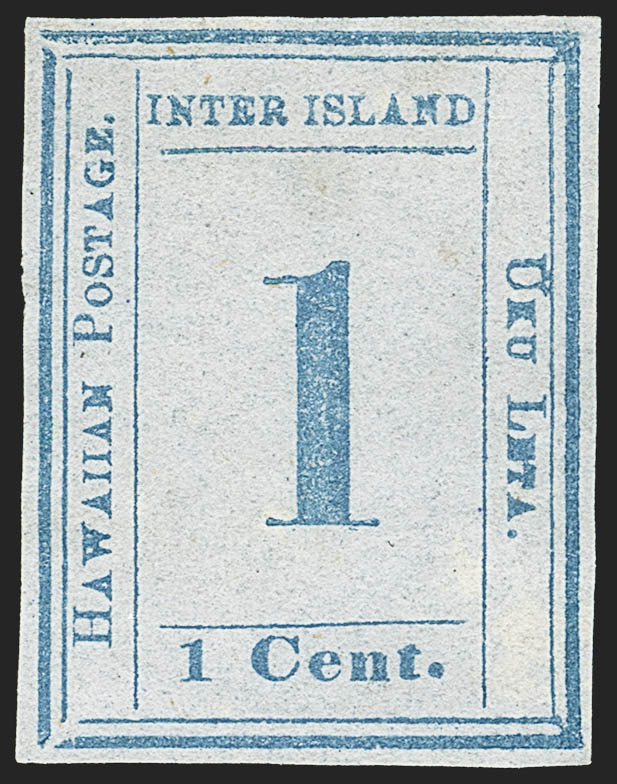 INTER ISLAND
HAWAIIAN POSTAGE.
1
UKU LETA.
1 Cent.